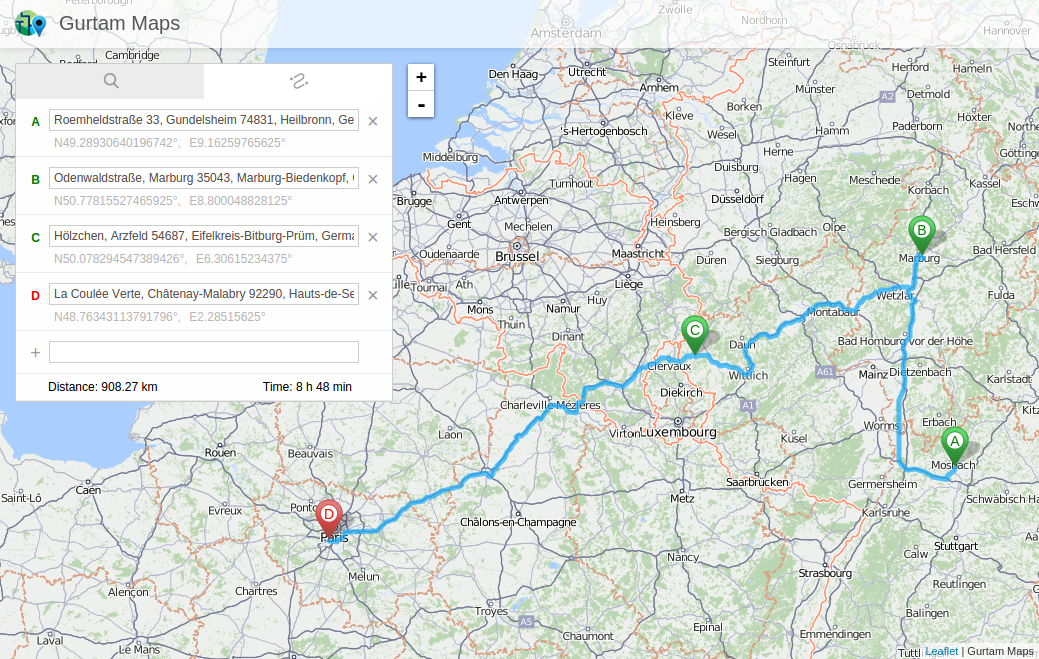 Peterborough
Zwolle
Nordhorn
Hannover
Gurtam Maps
Amsterdam
Osnabrück
Cambridge
Steinfurt
Herford
Hameln
Den Haag
Utrecht
Arnhem
Münster
Detmold
A2
Borken
Höxter
Kleve
's-Hertogenbosch
Wesel
Hamm
Paderborn
Herne
Göttingen
A
Roemheldstraße 33, Gundelsheim 74831, Heilbronn, Ge
N49.28930640196742°, E9.16259765625°
Middelburg
Duisburg
Hagen
Meschede
Kassel
Turnhout
Korbach
B
Odenwaldstraße, Marburg 35043, Marburg-Biedenkopf,
N50.77815527465925°, E8.800048828125°
Brugge
Antwerpen
Düsseldorf
Gent
Mechelen
Heinsberg
Bergisch Gladbach
Olpe
B
C
Hölzchen, Arzfeld 54687, Eifelkreis-Bitburg-Prüm, Germa
N50.078294547389426°, E6.30615234375°
Oudenaarde
Brussel
Maastricht
Düren
Siegburg
Marburg
Bad Hersfeld
Tournai
Ath
Liège
Wetzlar
Fulda
D
La Coulée Verte, Châtenay-Malabry 92290, Hauts-de-Se
N48.76343113791796°, E2.28515625°
Mons
Namur
Huy
Montabaur
Thuin
Dinant
C
Daun
Bad Homburg vor der Höhe
+
-
Clervaux
Wittlich
A61
Mainz
Dietzenbach
Karlstadt
Distance: 908.27 km
Time: 8 h 48 min
Diekirch
A1
Charleville-Mézières
Worms
Erbach
Laon
Virton
Luxembourg
Kusel
A
Rouen
Beauvais
Mosbach
Saint-Lô
Caen
Saarbrücken
Germersheim
Schwäbisch Ha
Evreux
D
Metz
Karlsruhe
Châlons-en-Champagne
Paris
Stuttgart
Nancy
Calw
Melun
Strasbourg
Alençon
Chartres
Reutlingen
Troyes
A5
Balingen
Laval
Le Mans
Chaumont
Epinal
Emmendingen
Tuttl
Leaflet | Gurtam Maps